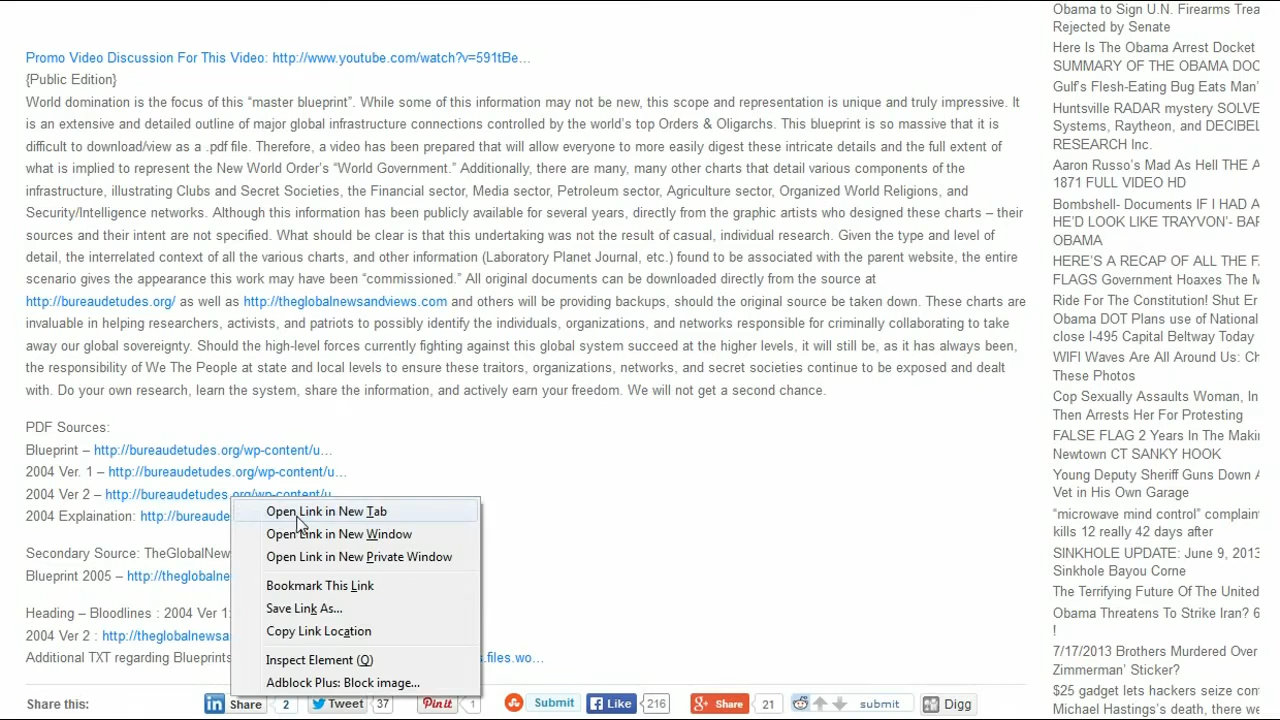 Promo Video Discussion For This Video: http://www.youtube.com/watch?v=591tBe...
{Public Edition}
World domination is the focus of this “master blueprint”. While some of this information may not be new, this scope and representation is unique and truly impressive. It
is an extensive and detailed outline of major global infrastructure connections controlled by the world’s top Orders & Oligarchs. This blueprint is so massive that it is
difficult to download/view as a .pdf file. Therefore, a video has been prepared that will allow everyone to more easily digest these intricate details and the full extent of
what is implied to represent the New World Order’s “World Government.” Additionally, there are many, many other charts that detail various components of the
infrastructure, illustrating Clubs and Secret Societies, the Financial sector, Media sector, Petroleum sector, Agriculture sector, Organized World Religions, and
Security/Intelligence networks. Although this information has been publicly available for several years, directly from the graphic artists who designed these charts – their
sources and their intent are not specified. What should be clear is that this undertaking was not the result of casual, individual research. Given the type and level of
detail, the interrelated context of all the various charts, and other information (Laboratory Planet Journal, etc.) found to be associated with the parent website, the entire
scenario gives the appearance this work may have been “commissioned.” All original documents can be downloaded directly from the source at
http://bureaudetudes.org/ as well as http://theglobalnewsandviews.com and others will be providing backups, should the original source be taken down. These charts are
invaluable in helping researchers, activists, and patriots to possibly identify the individuals, organizations, and networks responsible for criminally collaborating to take
away our global sovereignty. Should the high-level forces currently fighting against this global system succeed at the higher levels, it will still be, as it has always been,
the responsibility of We The People at state and local levels to ensure these traitors, organizations, networks, and secret societies continue to be exposed and dealt
with. Do your own research, learn the system, share the information, and actively earn your freedom. We will not get a second chance.
PDF Sources:
Blueprint – http://bureaudetudes.org/wp-content/u...
2004 Ver. 1 – http://bureaudetudes.org/wp-content/u...
2004 Ver 2 – http://bureaudetudes.org/wp-content/u
2004 Explaination: http://bureaude
Secondary Source: TheGlobalNew
Blueprint 2005 – http://theglobalne
Heading – Bloodlines : 2004 Ver 1:
2004 Ver 2 : http://theglobalnewsa
Additional TXT regarding Blueprints s.files.wo...
Open Link in New Tab
Open Link in New Window
Open Link in New Private Window
Bookmark This Link
Save Link As...
Copy Link Location
Inspect Element (Q)
Adblock Plus: Block image...
Share this: in Share 2 Tweet 37 Pin it 1 Submit Like 216 Share 21 submit Digg
Obama to Sign U.N. Firearms Trea
Rejected by Senate
Here Is The Obama Arrest Docket
SUMMARY OF THE OBAMA DOC
Gulf’s Flesh-Eating Bug Eats Man’
Huntsville RADAR mystery SOLVE
Systems, Raytheon, and DECIBEL
RESEARCH Inc.
Aaron Russo’s Mad As Hell THE A
1871 FULL VIDEO HD
Bombshell- Documents IF I HAD A
HE’D LOOK LIKE TRAYVON’- BAR
OBAMA
HERE’S A RECAP OF ALL THE F
FLAGS Government Hoaxes The M
Ride For The Constitution! Shut Er
Obama DOT Plans use of National
close I-495 Capital Beltway Today
WIFI Waves Are All Around Us: Ch
These Photos
Cop Sexually Assaults Woman, In
Then Arrests Her For Protesting
FALSE FLAG 2 Years In The Makin
Newtown CT SANKY HOOK
Young Deputy Sheriff Guns Down A
Vet in His Own Garage
“microwave mind control” complain
kills 12 really 42 days after
SINKHOLE UPDATE: June 9, 2013
Sinkhole Bayou Corne
The Terrifying Future Of The United
Obama Threatens To Strike Iran? 6
!
7/17/2013 Brothers Murdered Over
Zimmerman’ Sticker?
$25 gadget lets hackers seize con
Michael Hastings’s death, there we